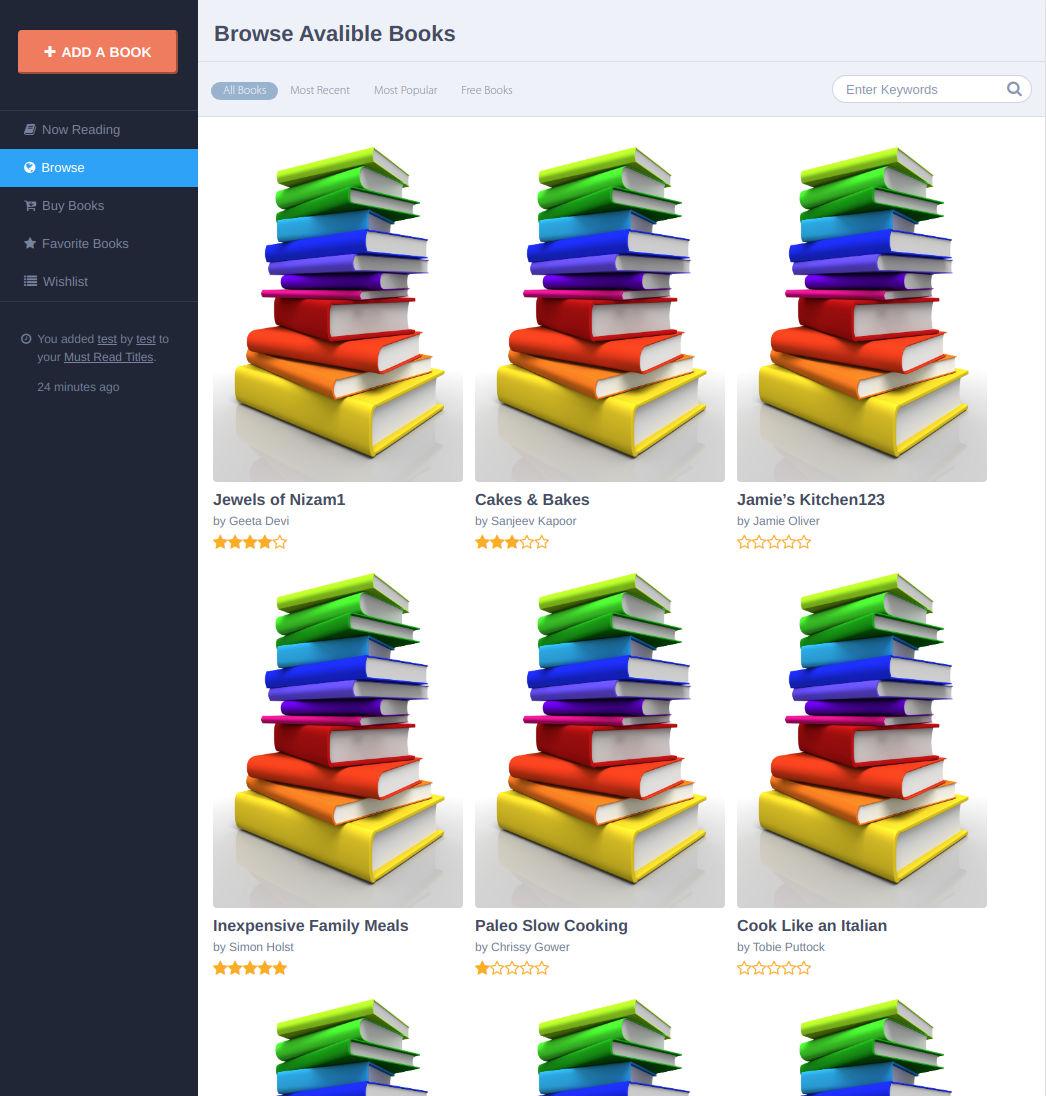 ADD A BOOK
Now Reading
Browse
Buy Books
Favorite Books
Wishlist
You added test by test to
your Must Read Titles.
24 minutes ago
Browse Avalible Books
All Books Most Recent Most Popular Free Books
Enter Keywords
Jewels of Nizam1
by Geeta Devi
Cakes & Bakes
by Sanjeev Kapoor
Jamie’s Kitchen123
by Jamie Oliver
Inexpensive Family Meals
by Simon Holst
Paleo Slow Cooking
by Chrissy Gower
Cook Like an Italian
by Tobie Puttock